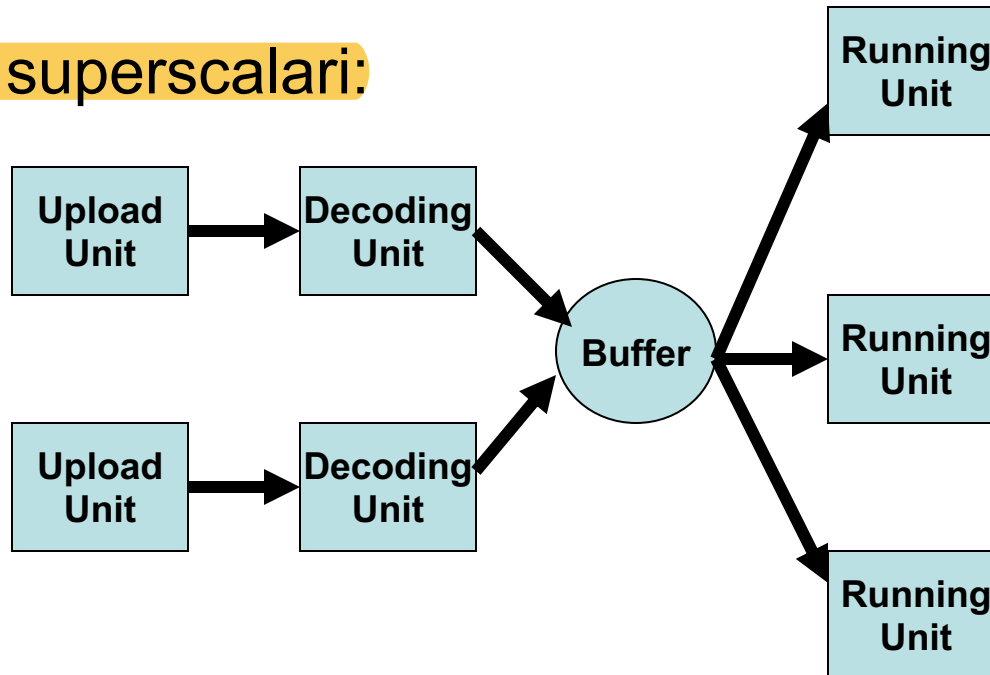 superscalari:
Running
Unit
Upload
Unit
Decoding
Unit
Buffer
Running
Unit
Upload
Unit
Decoding
Unit
Running
Unit